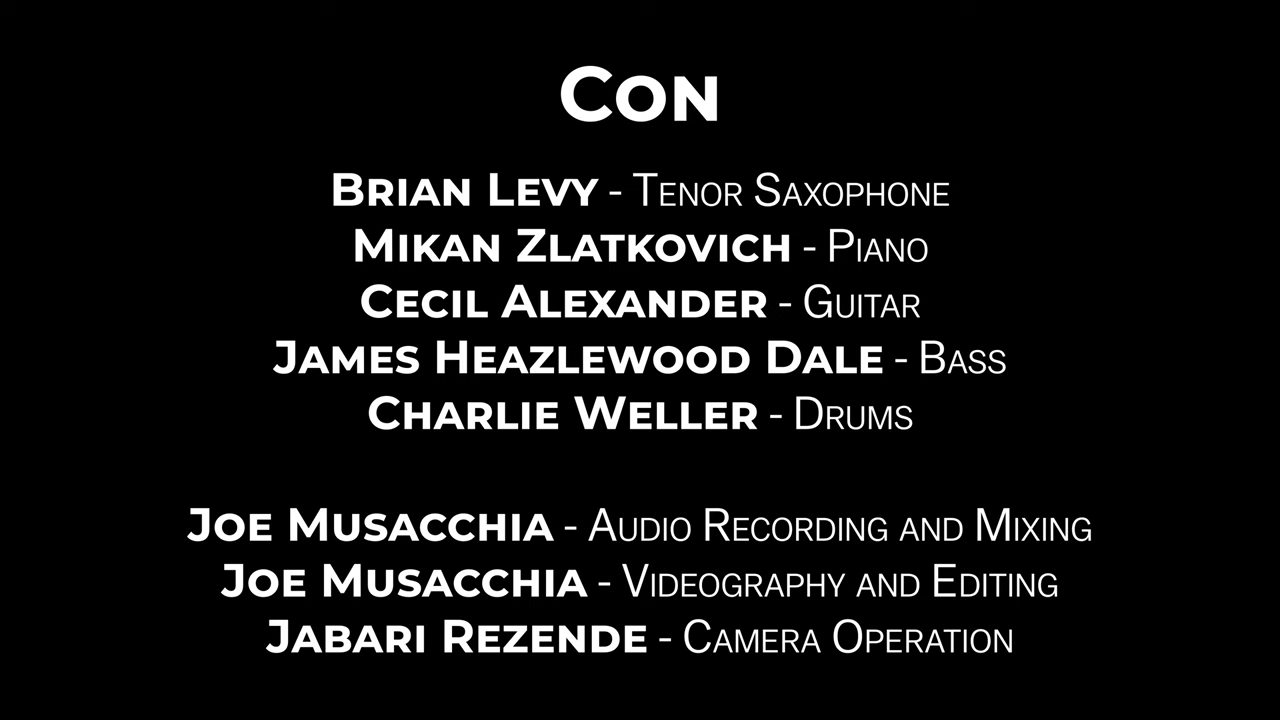 Con
Brian Levy - Tenor Saxophone
Mikan Zlatkovich - Piano
Cecil Alexander - Guitar
James Heazlewood Dale - Bass
Charlie Weller - Drums
Joe Musacchia - Audio Recording and Mixing
Joe Musacchia - Videography and Editing
Jabari Rezende - Camera Operation